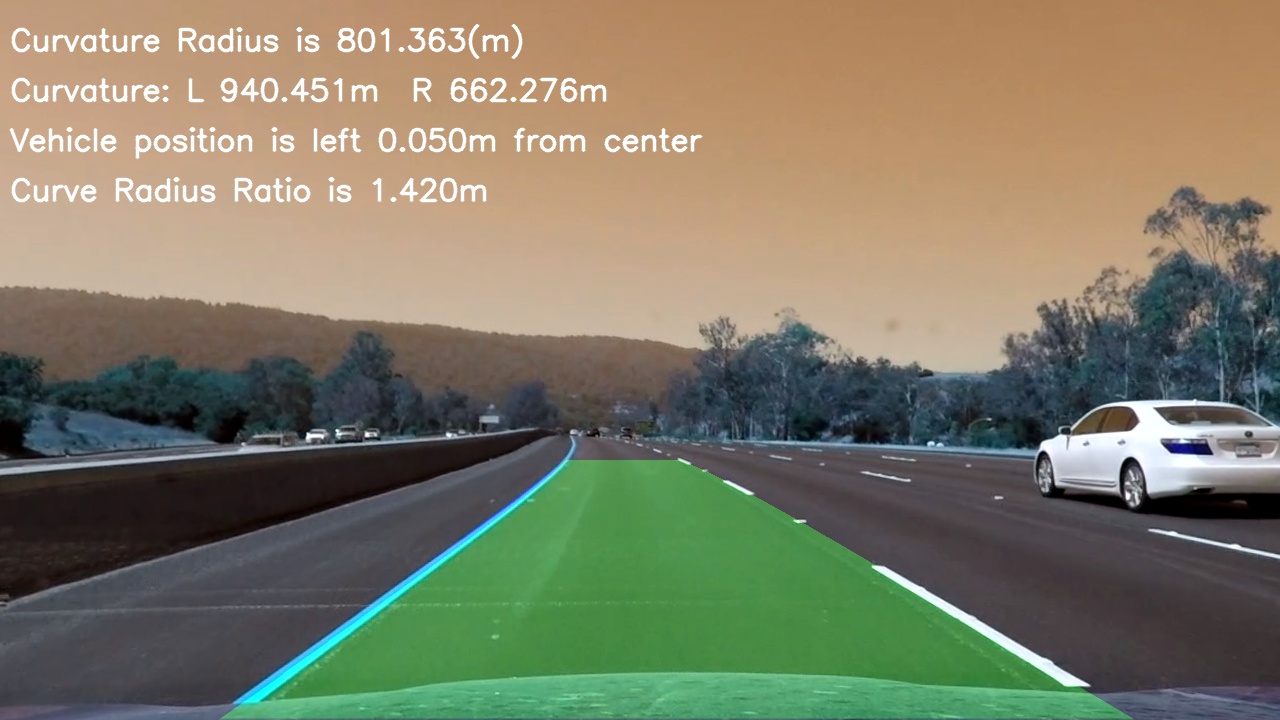 Curvature Radius is 801.363(m)
Curvature: L 940.451m R 662.276m
Vehicle position is left 0.050m from center
Curve Radius Ratio is 1.420m